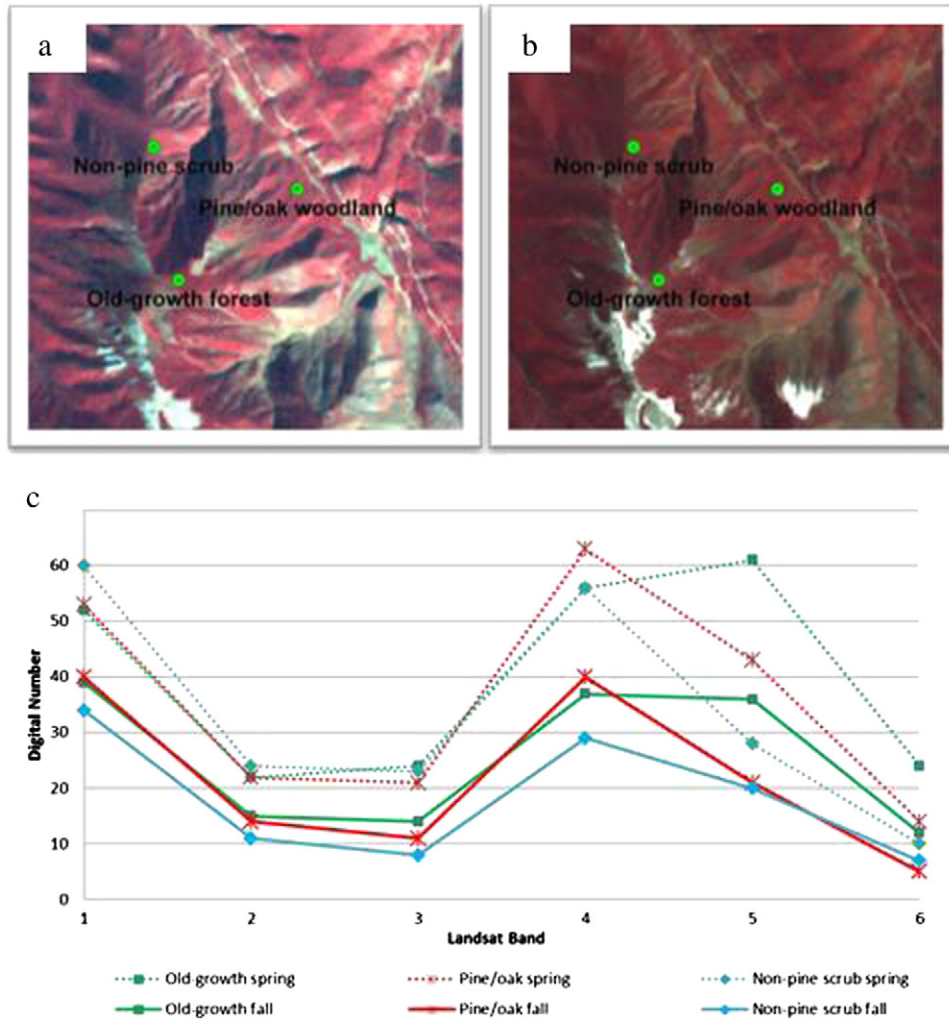 a
Non-pine scrub
Pine/oak woodland
Old-growth forest
b
Non-pine scrub
Pine/oak woodland
Old-growth forest
c
60
50
40
30
20
10
0
Digital Number
1 2 3 4 5 6
Landsat Band
Old-growth spring Pine/oak spring Non-pine scrub spring
Old-growth fall Pine/oak fall Non-pine scrub fall